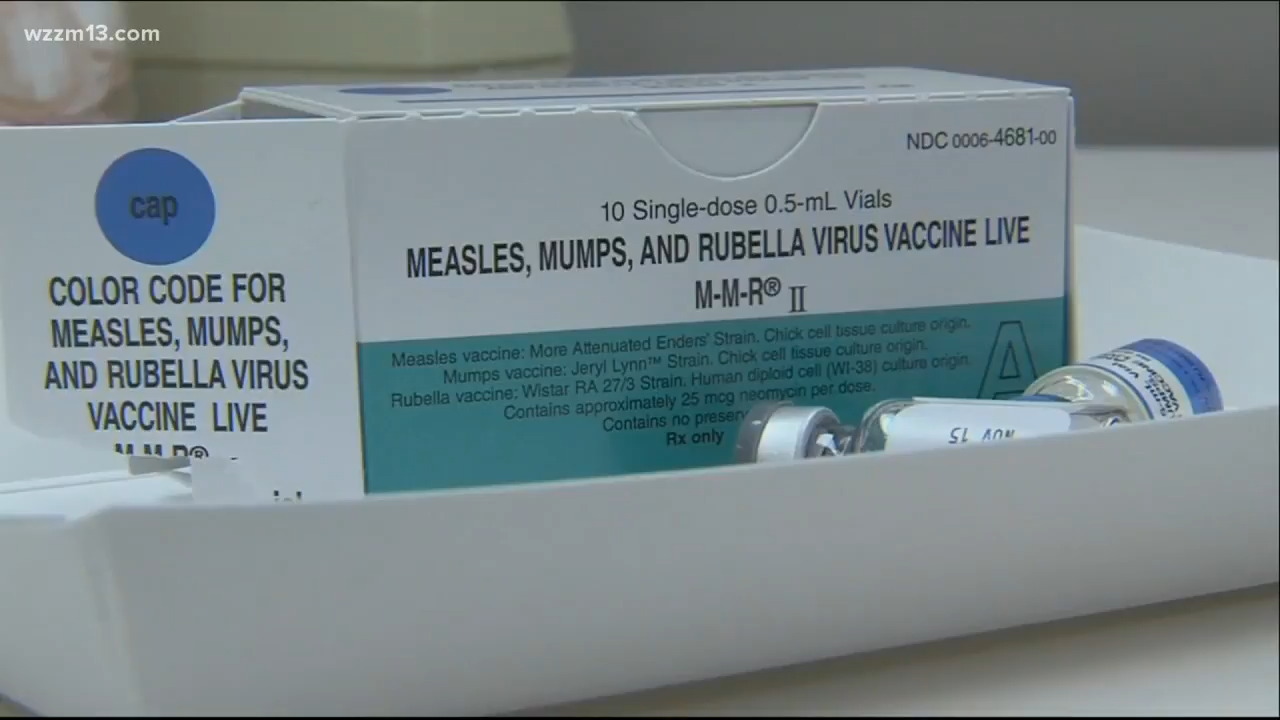 wzzm13.com
cap
COLOR CODE FOR
MEASLES, MUMPS,
AND RUBELLA VIRUS
VACCINE LIVE
M-M-R®
NDC 0006-4681-00
10 Single-dose 0.5-mL Vials
MEASLES, MUMPS, AND RUBELLA VIRUS VACCINE LIVE
M-M-R® II
Measles vaccine: More Attenuated Enders' Strain. Chick cell tissue culture origin.
Mumps vaccine: Jeryl Lynn™ Strain. Chick cell tissue culture origin.
Rubella vaccine: Wistar RA 27/3 Strain. Human diploid cell (WI-38) culture origin.
Contains approximately 25 mcg neomycin per dose.
Contains no
Rx only
A
NOV 15